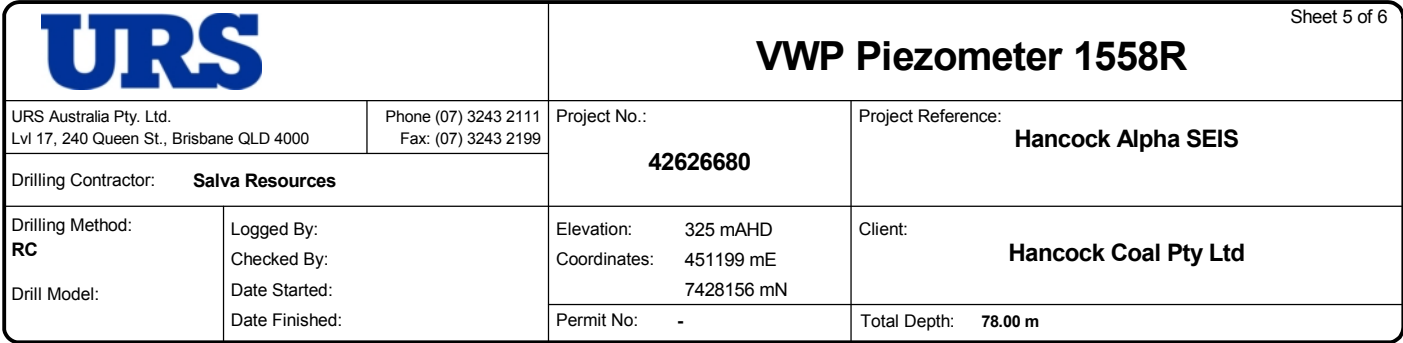 URS
Sheet 5 of 6
VWP Piezometer 1558R
URS Australia Pty. Ltd.
Lvl 17, 240 Queen St., Brisbane QLD 4000
Phone (07) 3243 2111
Fax: (07) 3243 2199
Project No.:
42626680
Project Reference:
Hancock Alpha SEIS
Drilling Contractor: Salva Resources
Drilling Method:
RC
Drill Model:
Logged By:
Checked By:
Date Started:
Date Finished:
Elevation: 325 mAHD
Coordinates: 451199 mE
7428156 mN
Permit No: -
Client:
Hancock Coal Pty Ltd
Total Depth: 78.00 m